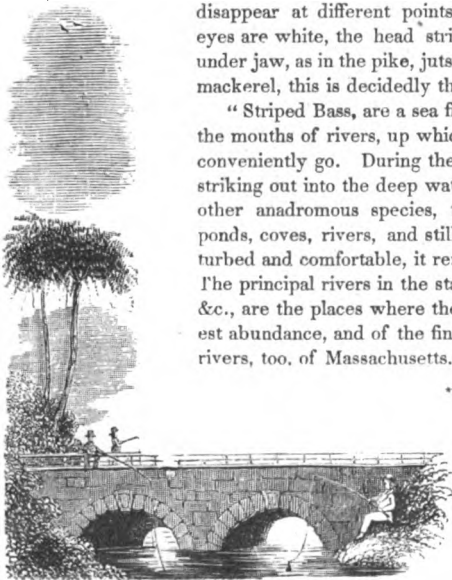 disappear at different points
eyes are white, the head stri
under jaw, as in the pike, juts
mackerel, this is decidedly th
“ Striped Bass, are a sea f
the mouths of rivers, up whic
conveniently go. During the
striking out into the deep wa
other anadromous species,
ponds, coves, rivers, and still
turbed and comfortable, it re
The principal rivers in the sta
&c., are the places where the
est abundance, and of the fin
rivers, too, of Massachusetts.